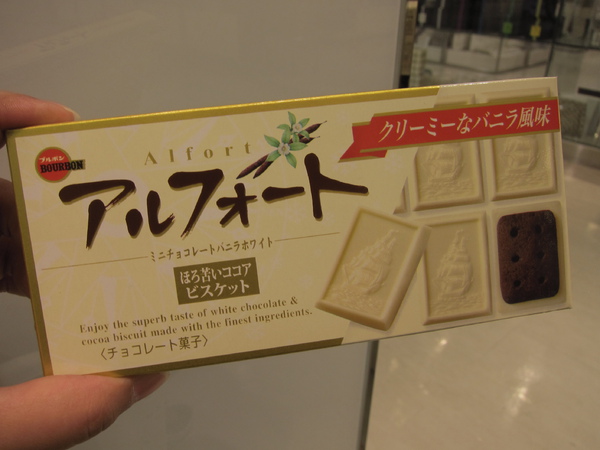 ブルボン
BOURBON
Alfort
アルフォート
クリーミーなバニラ風味
ミニチョコレートバニラホワイト
ほろ苦いココア
ビスケット
Enjoy the superb taste of white chocolate &
cocoa biscuit made with the finest ingredients.
〈チョコレート菓子〉